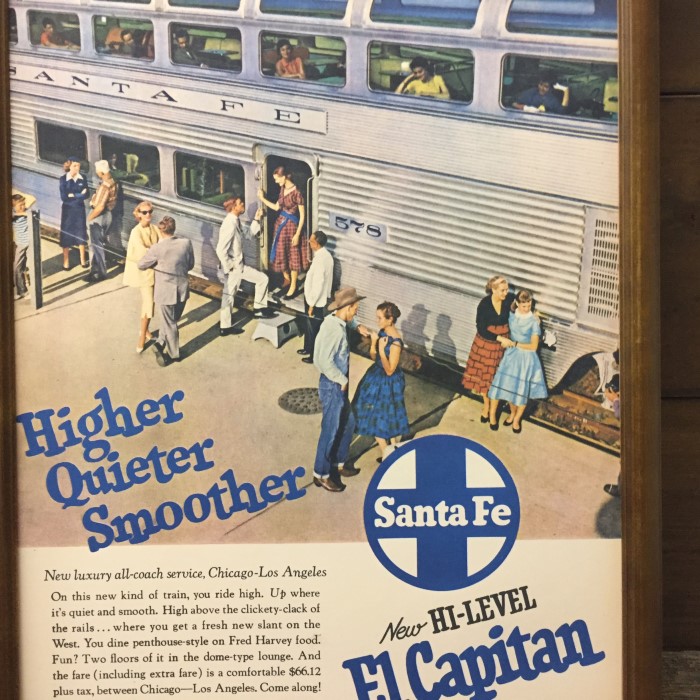 SANTA FE
578
Higher
Quieter
Smoother
Santa Fe
New luxury all-coach service, Chicago-Los Angeles
On this new kind of train, you ride high. Up where
it's quiet and smooth. High above the clickety-clack of
the rails ... where you get a fresh new slant on the
West. You dine penthouse-style on Fred Harvey food.
Fun? Two floors of it in the dome-type lounge. And
the fare (including extra fare) is a comfortable $66.12
plus tax, between Chicago—Los Angeles. Come along!
New HI-LEVEL
El Capitan